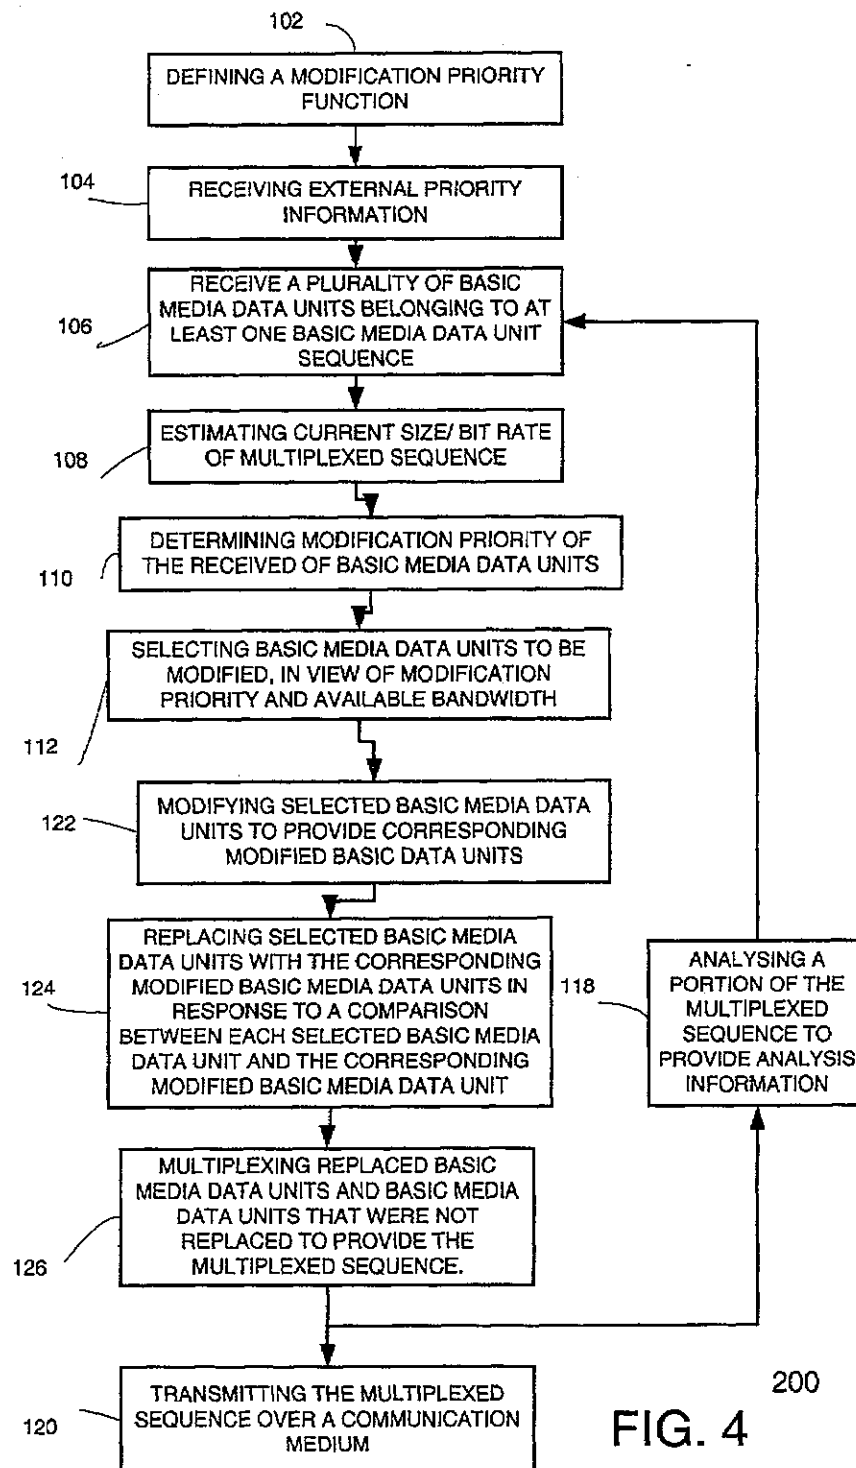 102
DEFINING A MODIFICATION PRIORITY
FUNCTION
104
RECEIVING EXTERNAL PRIORITY
INFORMATION
106
RECEIVE A PLURALITY OF BASIC
MEDIA DATA UNITS BELONGING TO AT
LEAST ONE BASIC MEDIA DATA UNIT
SEQUENCE
108
ESTIMATING CURRENT SIZE/ BIT RATE
OF MULTIPLEXED SEQUENCE
110
DETERMINING MODIFICATION PRIORITY OF
THE RECEIVED OF BASIC MEDIA DATA UNITS
112
SELECTING BASIC MEDIA DATA UNITS TO BE
MODIFIED, IN VIEW OF MODIFICATION
PRIORITY AND AVAILABLE BANDWIDTH
122
MODIFYING SELECTED BASIC MEDIA DATA
UNITS TO PROVIDE CORRESPONDING
MODIFIED BASIC DATA UNITS
124
REPLACING SELECTED BASIC MEDIA
DATA UNITS WITH THE CORRESPONDING
MODIFIED BASIC MEDIA DATA UNITS IN
RESPONSE TO A COMPARISON
BETWEEN EACH SELECTED BASIC MEDIA
DATA UNIT AND THE CORRESPONDING
MODIFIED BASIC MEDIA DATA UNIT
118
ANALYSING A
PORTION OF THE
MULTIPLEXED
SEQUENCE TO
PROVIDE ANALYSIS
INFORMATION
126
MULTIPLEXING REPLACED BASIC
MEDIA DATA UNITS AND BASIC MEDIA
DATA UNITS THAT WERE NOT
REPLACED TO PROVIDE THE
MULTIPLEXED SEQUENCE.
120
TRANSMITTING THE MULTIPLEXED
SEQUENCE OVER A COMMUNICATION
MEDIUM
200
FIG. 4